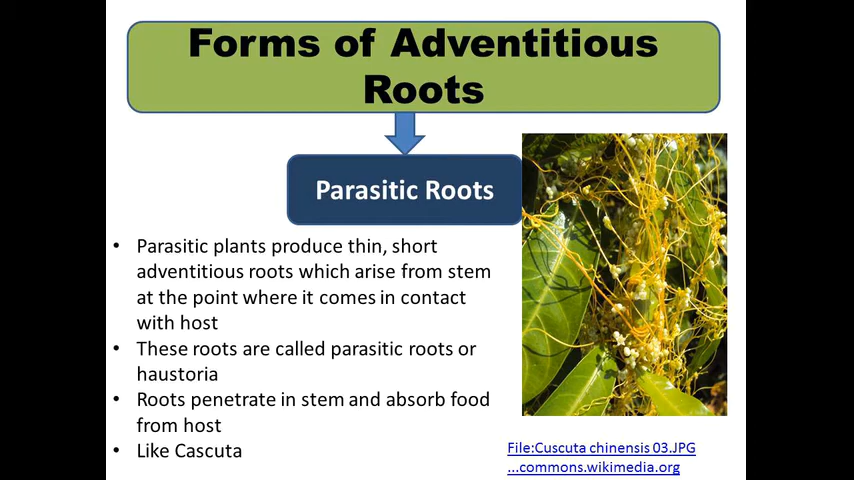 Forms of Adventitious
Roots
Parasitic Roots
• Parasitic plants produce thin, short
adventitious roots which arise from stem
at the point where it comes in contact
with host
• These roots are called parasitic roots or
haustoria
• Roots penetrate in stem and absorb food
from host
• Like Cascuta
File:Cuscuta chinensis 03.JPG
...commons.wikimedia.org